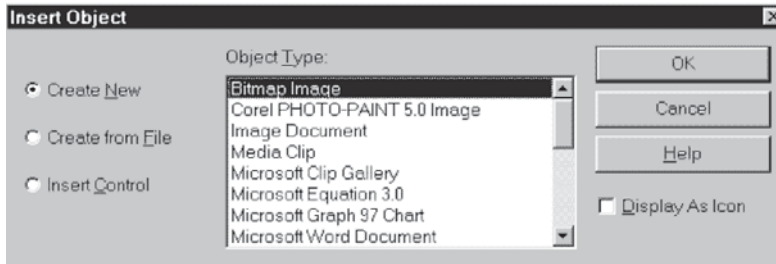 Insert Object
Create New
Create from File
Insert Control
Object Type:
Bitmap Image
Corel PHOTO-PAINT 5.0 Image
Image Document
Media Clip
Microsoft Clip Gallery
Microsoft Equation 3.0
Microsoft Graph 97 Chart
Microsoft Word Document
OK
Cancel
Help
Display As Icon